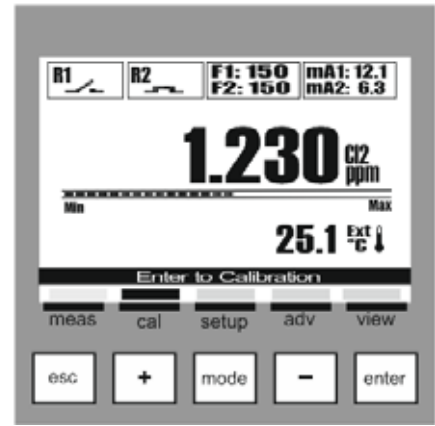 R1 R2 F1: 150 mA1: 12.1
F2: 150 mA2: 6.3
1.230 Cl2
ppm
Min Max
25.1 Ext
°C
Enter to Calibration
meas cal setup adv view
esc + mode − enter